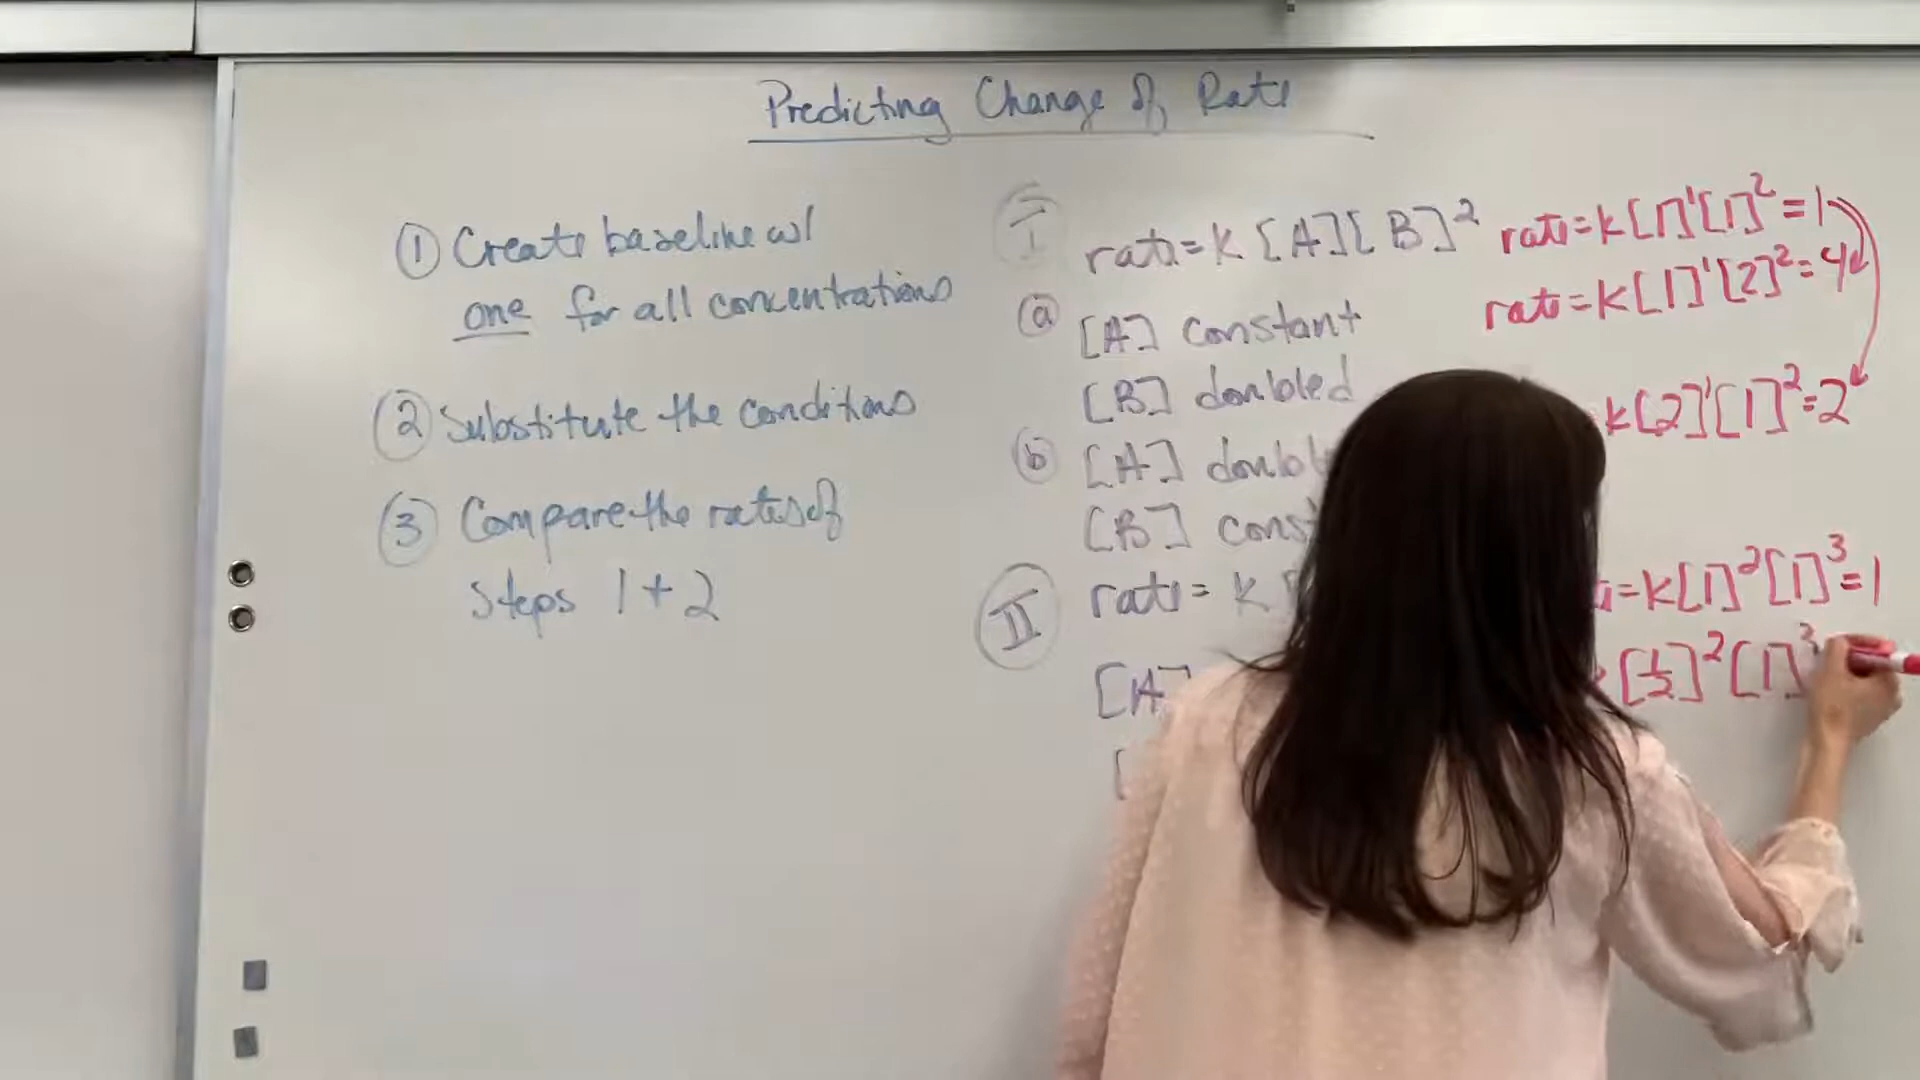 Predicting Change of Rate
① Create baseline w/
one for all concentrations
② Substitute the conditions
③ Compare the rates of
steps 1 + 2
I
rate = k [A][B]²
rate = k[1]¹[1]² = 1
rate = k[1]¹[2]² = 4
ⓐ [A] constant
[B] doubled
k[2]¹[1]² = 2
ⓑ [A]
[B]
II
rate = k [
=k[1]²[1]³=1
[½]²[1]³
[A]
[